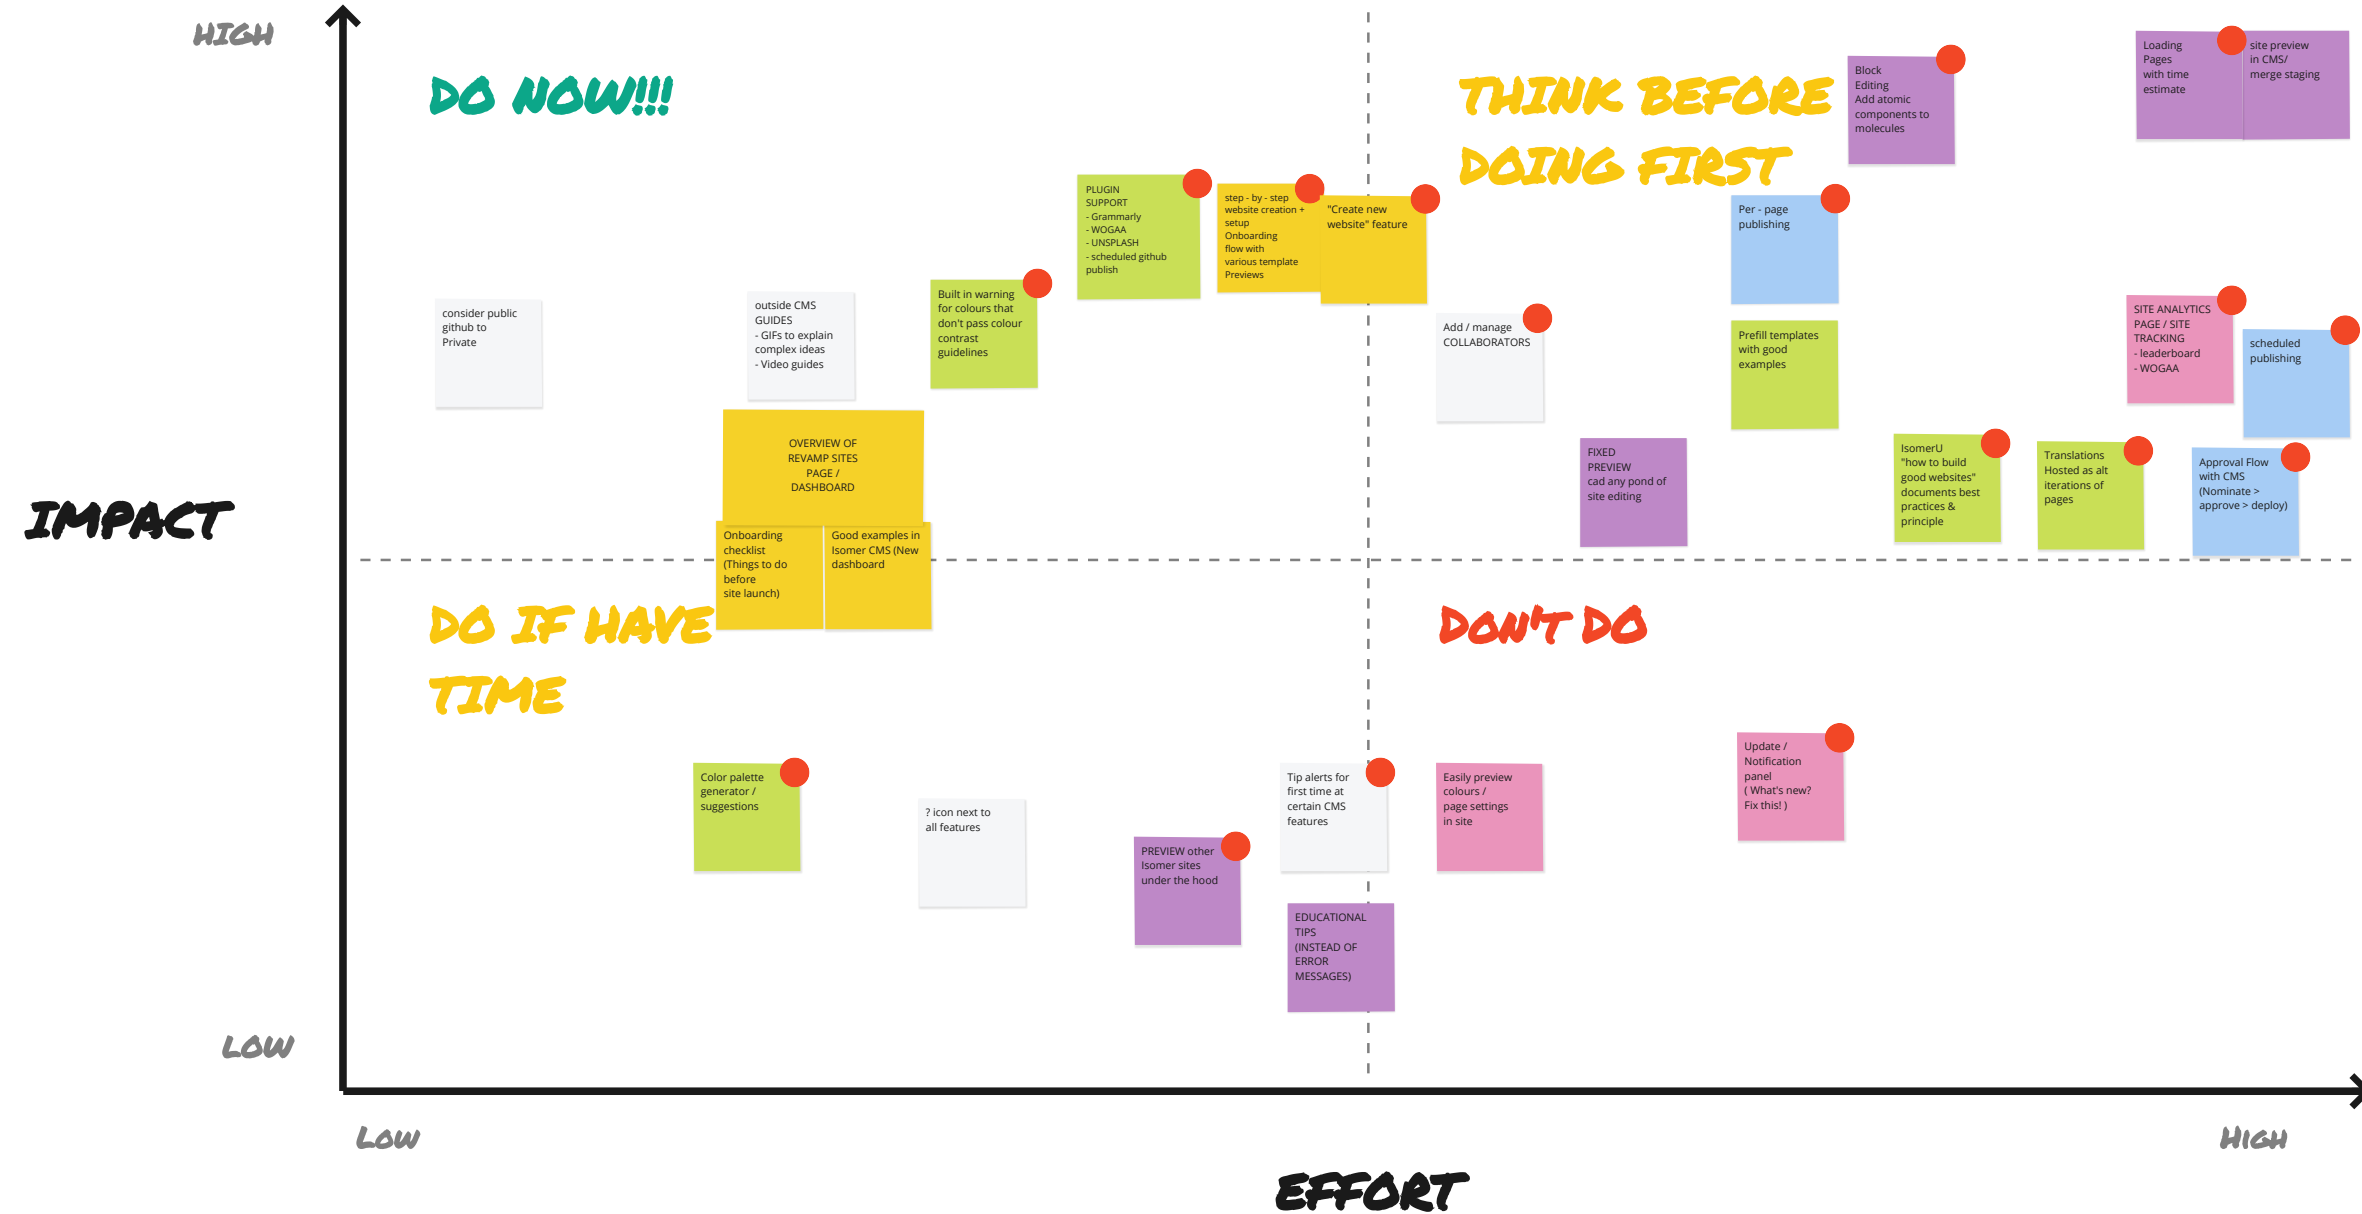 HIGH
DO NOW!!!
THINK BEFORE
DOING FIRST
Block
Editing
Add atomic
components to
molecules
Loading
Pages
with time
estimate
site preview
in CMS/
merge staging
PLUGIN
SUPPORT
- Grammarly
- WOGAA
- UNSPLASH
- scheduled github
publish
step - by - step
website creation +
setup
Onboarding
flow with
various template
Previews
"Create new
website" feature
Per - page
publishing
consider public
github to
Private
outside CMS
GUIDES
- GIFs to explain
complex ideas
- Video guides
Built in warning
for colours that
don't pass colour
contrast
guidelines
Add / manage
COLLABORATORS
Prefill templates
with good
examples
SITE ANALYTICS
PAGE / SITE
TRACKING
- leaderboard
- WOGAA
scheduled
publishing
OVERVIEW OF
REVAMP SITES
PAGE /
DASHBOARD
FIXED
PREVIEW
cad any pond of
site editing
IsomerU
"how to build
good websites"
documents best
practices &
principle
Translations
Hosted as alt
iterations of
pages
Approval Flow
with CMS
(Nominate >
approve > deploy)
IMPACT
Onboarding
checklist
(Things to do
before
site launch)
Good examples in
Isomer CMS (New
dashboard
DO IF HAVE
TIME
DON'T DO
Color palette
generator /
suggestions
? icon next to
all features
PREVIEW other
Isomer sites
under the hood
Tip alerts for
first time at
certain CMS
features
EDUCATIONAL
TIPS
(INSTEAD OF
ERROR
MESSAGES)
Easily preview
colours /
page settings
in site
Update /
Notification
panel
( What's new?
Fix this! )
LOW
LOW
HIGH
EFFORT